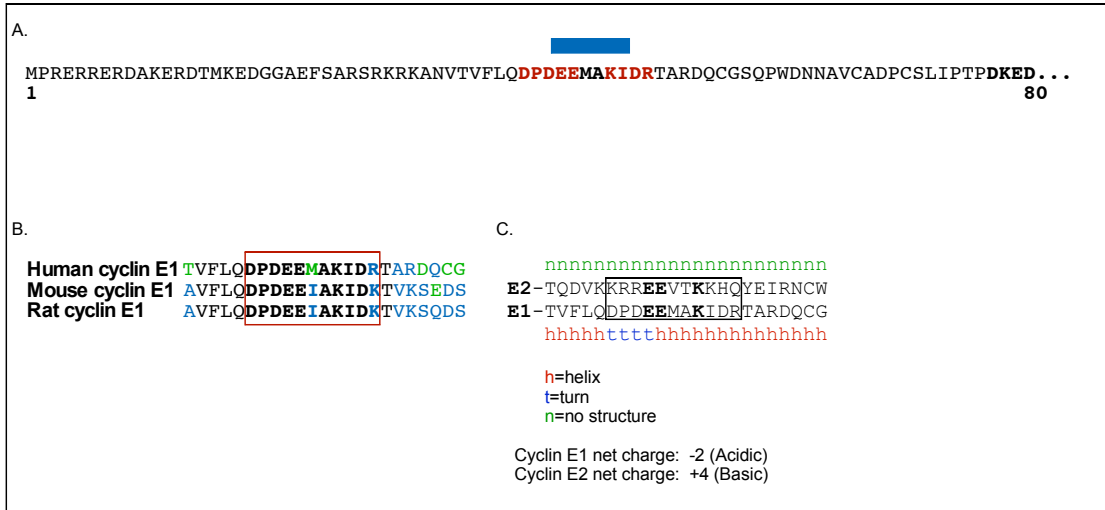 A.
MPRERRERDAKERDTMKEDGGAEFSARSRKRKANVTVFLQDPDEEMAKIDRTARDQCGSQPWDNNAVCADPCSLIPTPDKED...
1 80
B.
Human cyclin E1 TVFLQDPDEEMAKIDRTARDQCG
Mouse cyclin E1 AVFLQDPDEEIAKIDKTVKSEDS
Rat cyclin E1 AVFLQDPDEEIAKIDKTVKSQDS
C.
nnnnnnnnnnnnnnnnnnnnnnn
E2-TQDVKKRREEVTKKHQYEIRNCW
E1-TVFLQDPDEEMAKIDRTARDQCG
hhhhhtttthhhhhhhhhhhhhh
h=helix
t=turn
n=no structure
Cyclin E1 net charge: -2 (Acidic)
Cyclin E2 net charge: +4 (Basic)